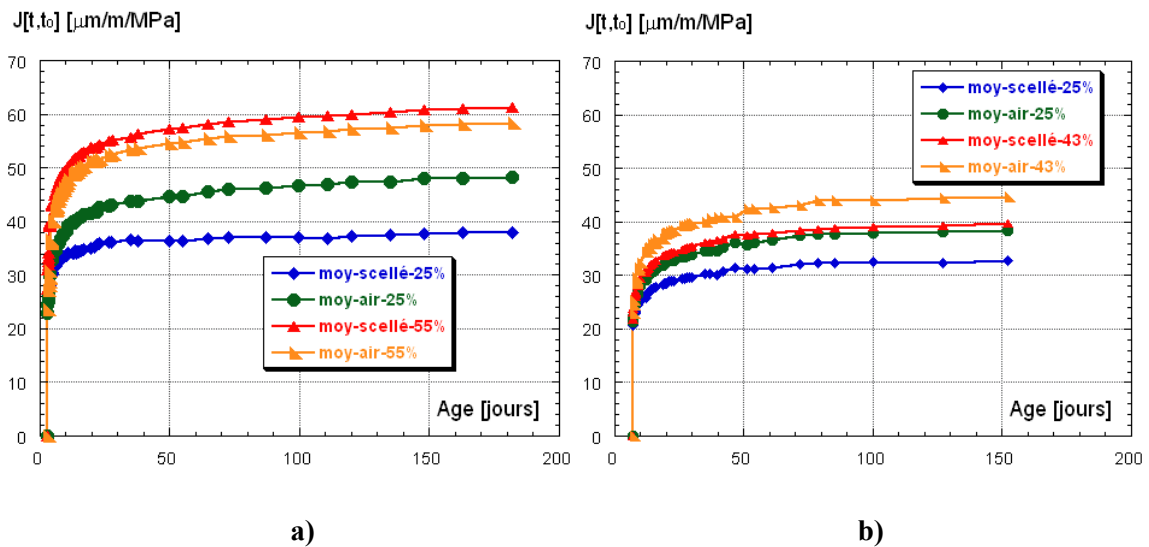 J[t,t₀] [µm/m/MPa]
70
60
50
40
30
20
10
0
moy-scellé-25%
moy-air-25%
moy-scellé-55%
moy-air-55%
Age [jours]
0 50 100 150 200
a)
J[t,t₀] [µm/m/MPa]
70
60
50
40
30
20
10
0
moy-scellé-25%
moy-air-25%
moy-scellé-43%
moy-air-43%
Age [jours]
0 50 100 150 200
b)